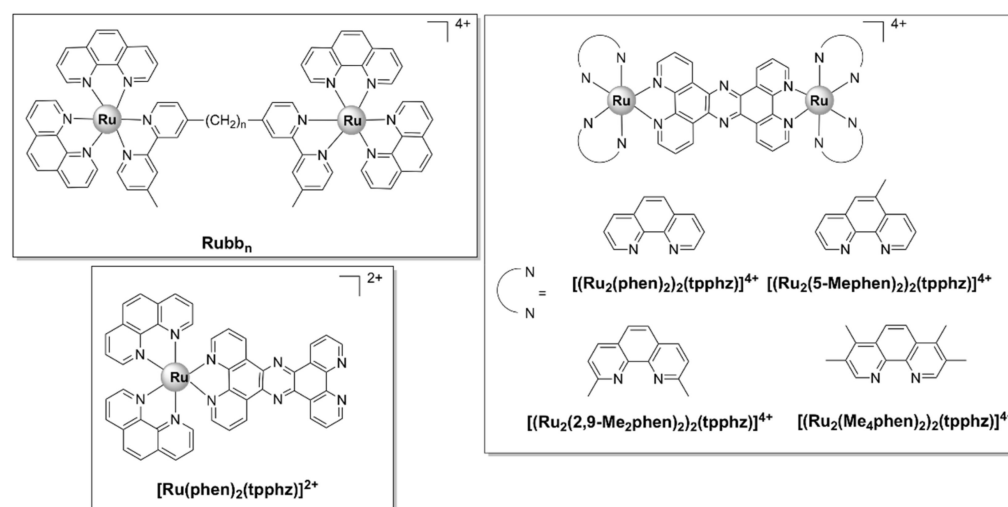 4+
N N N N
Ru N N Ru
N (CH₂)ₙ N
N N
Rubbₙ
2+
N N N N
Ru
N N N N
[Ru(phen)₂(tpphz)]²⁺
4+
N N N N
N N N N
Ru Ru
N N N N
N N N N
N N N N
[(Ru₂(phen)₂)₂(tpphz)]⁴⁺ [(Ru₂(5-Mephen)₂)₂(tpphz)]⁴⁺
N
=
N
N N N N
[(Ru₂(2,9-Me₂phen)₂)₂(tpphz)]⁴⁺ [(Ru₂(Me₄phen)₂)₂(tpphz)]⁴